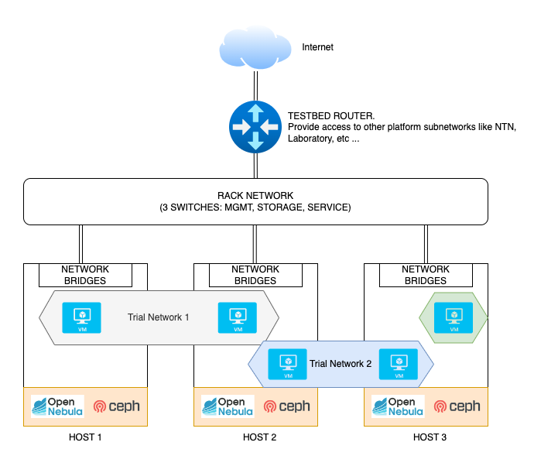 Internet
TESTBED ROUTER.
Provide access to other platform subnetworks like NTN,
Laboratory, etc ...
RACK NETWORK
(3 SWITCHES: MGMT, STORAGE, SERVICE)
NETWORK
BRIDGES
NETWORK
BRIDGES
NETWORK
BRIDGES
VM
Trial Network 1
VM
VM
VM
Trial Network 2
VM
Open
Nebula
ceph
Open
Nebula
ceph
Open
Nebula
ceph
HOST 1
HOST 2
HOST 3